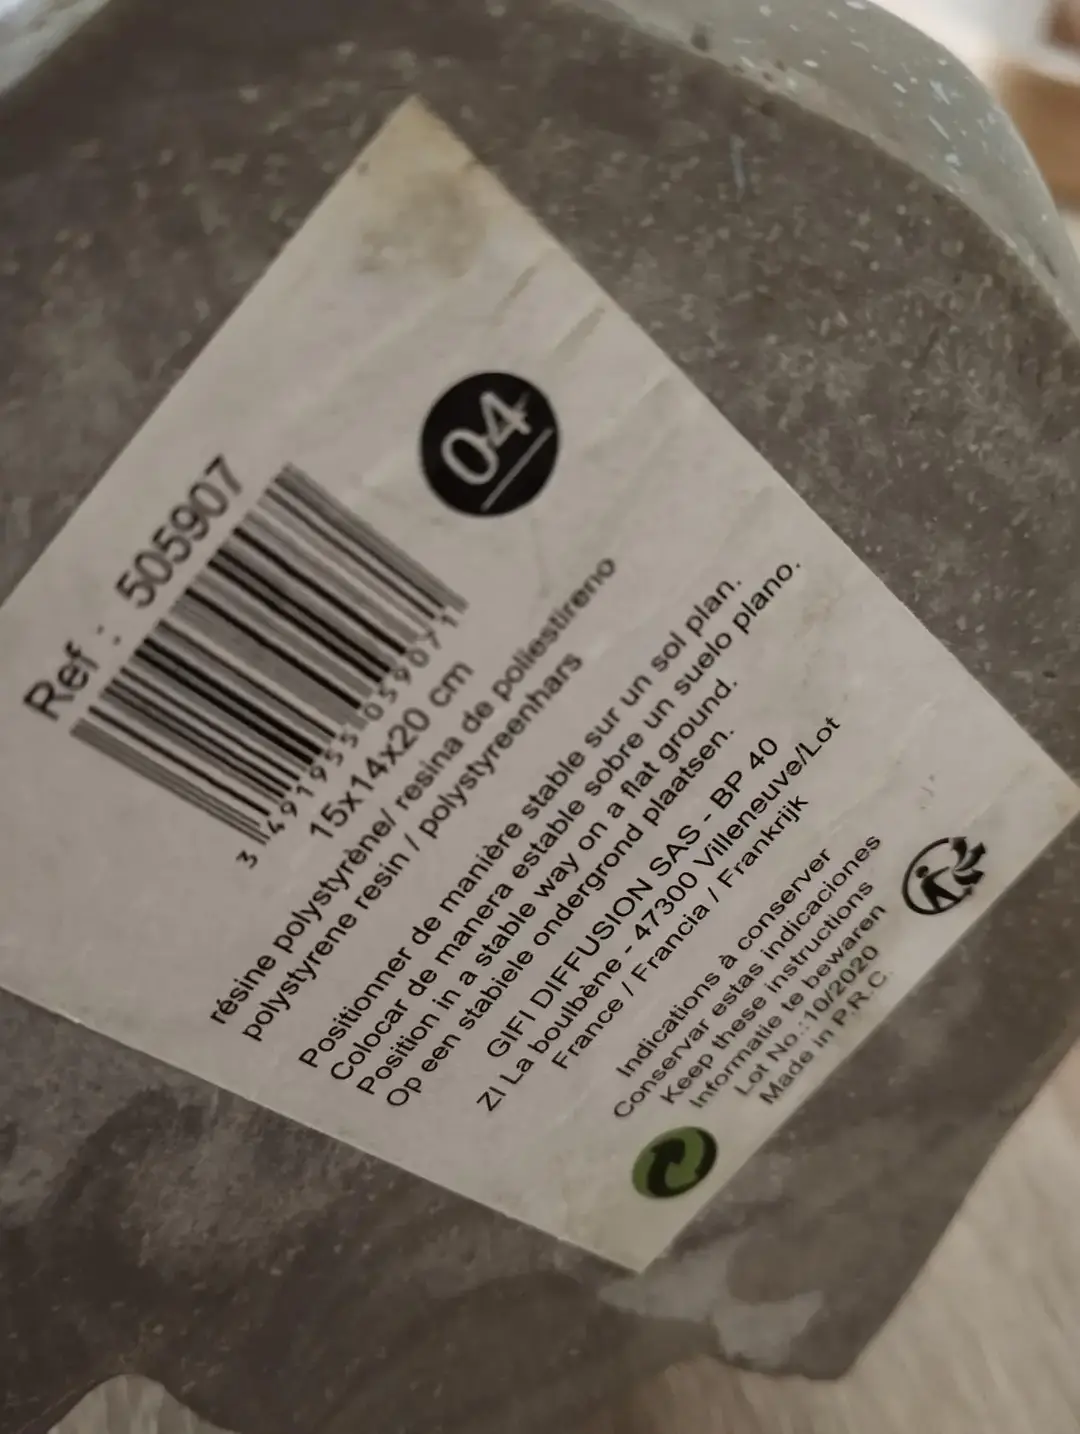 Ref : 505907
04
3 491953 059071
15x14x20 cm
résine polystyrène/ resina de poliestireno
polystyrene resin / polystyreenhars
Positionner de manière stable sur un sol plan.
Colocar de manera estable sobre un suelo plano.
Position in a stable way on a flat ground.
Op een stabiele ondergrond plaatsen.
GIFI DIFFUSION SAS - BP 40
ZI La boulbène - 47300 Villeneuve/Lot
France / Francia / Frankrijk
Indications à conserver
Conservar estas indicaciones
Keep these instructions
Informatie te bewaren
Lot No.:10/2020
Made in P.R.C.